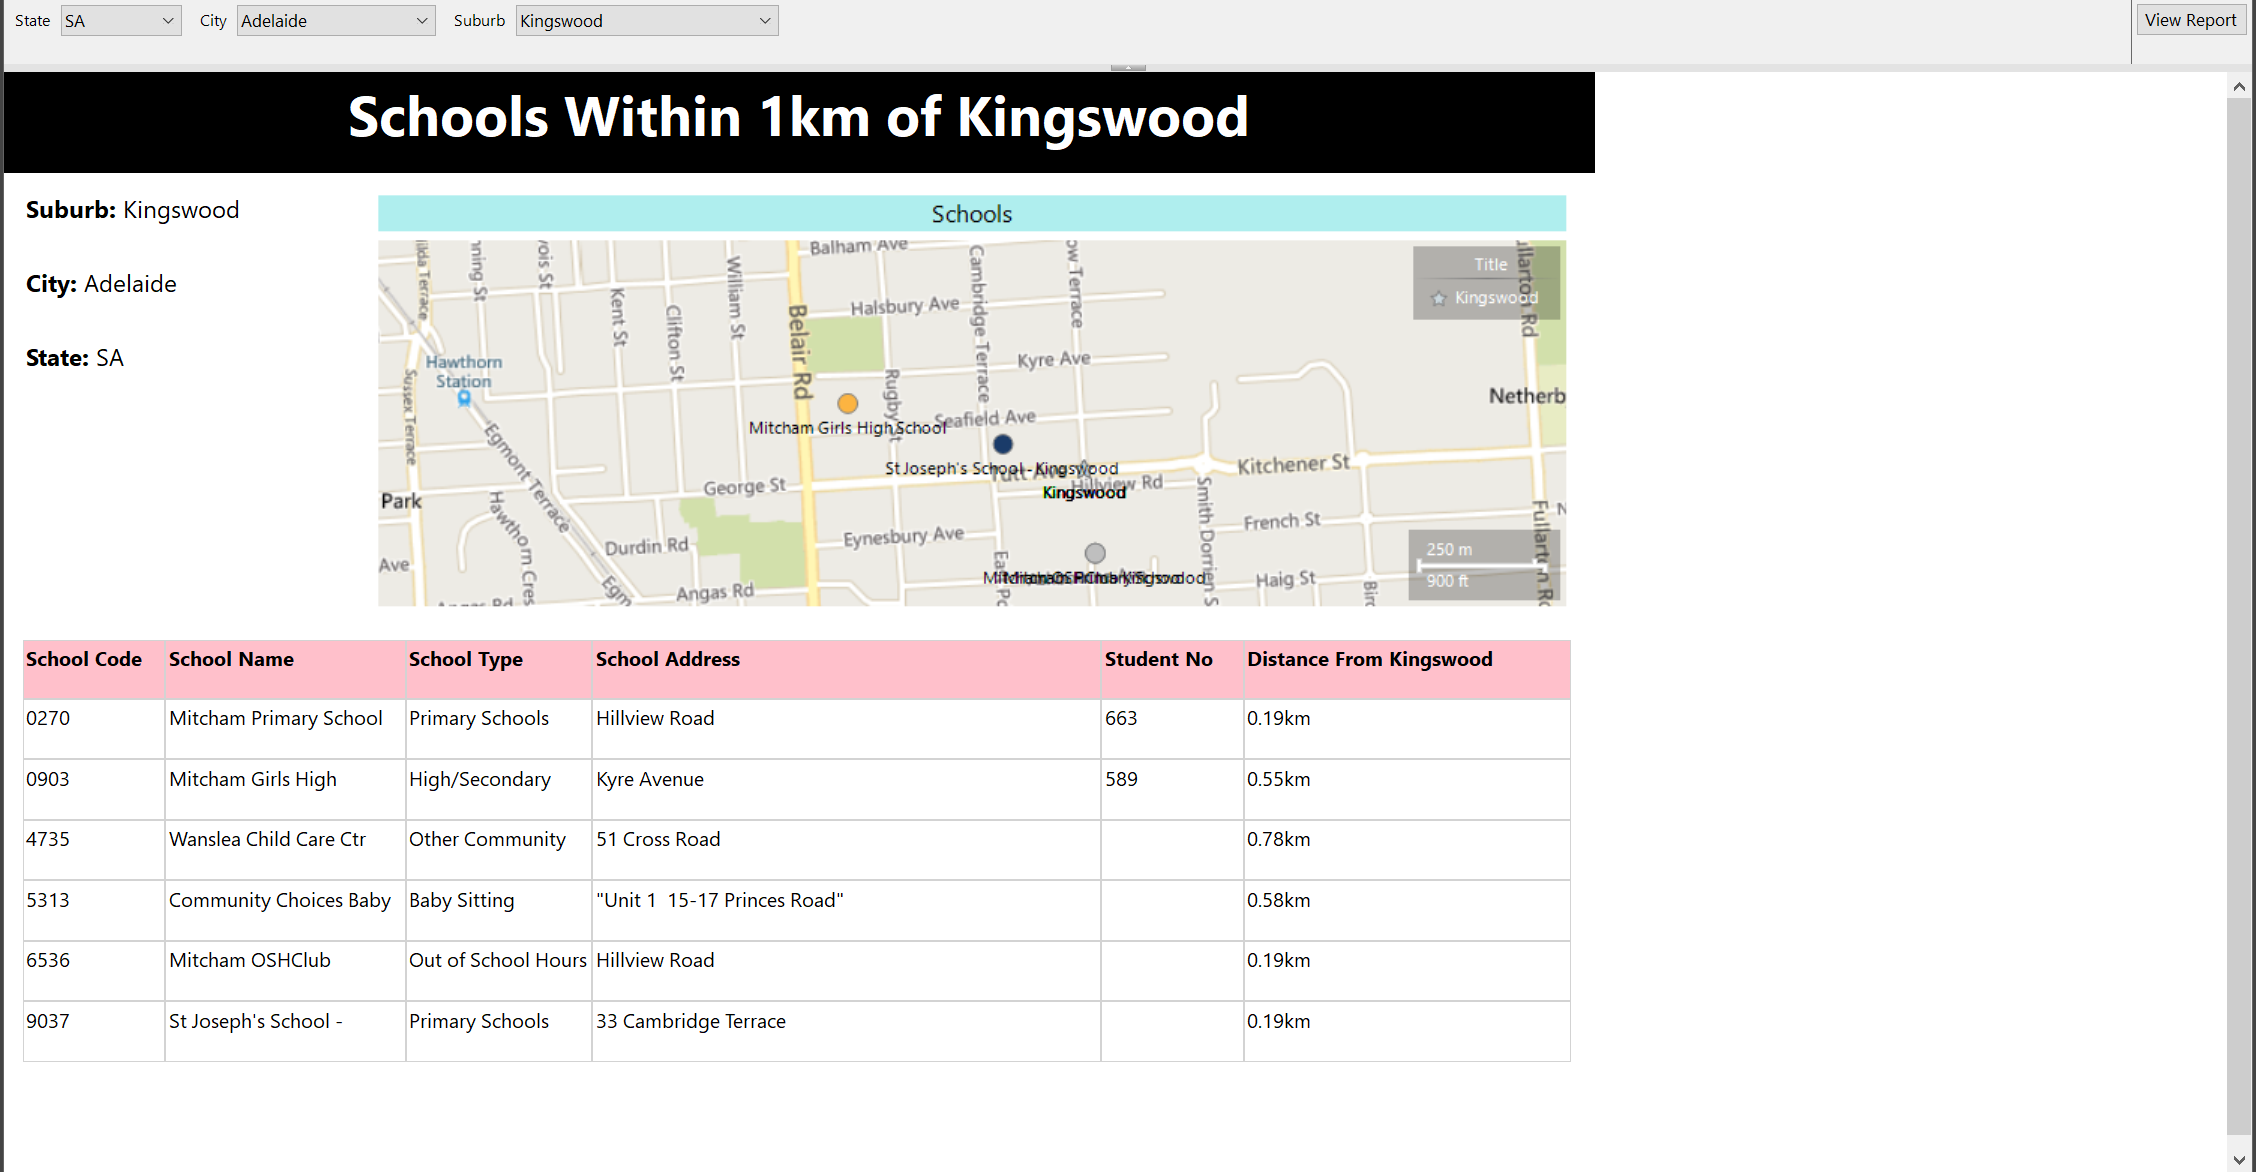 State SA City Adelaide Suburb Kingswood View Report
Schools Within 1km of Kingswood
Suburb: Kingswood
City: Adelaide
State: SA
Schools
Balham Ave
William St
Kent St
Clifton St
Belair Rd
Halsbury Ave
Cambridge Terrace
Title
Kingswood
Kyre Ave
Hawthorn
Station
Sussex Terrace
Netherb
Rugby St
Seafield Ave
Mitcham Girls High School
St Joseph's School - Kingswood
Kitchener St
Hillview Rd
Kingswood
George St
Park
Egmont Terrace
Hawthorn Cres
Smith Dorrien S
French St
Eynesbury Ave
Durdin Rd
Ave
250 m
900 ft
Haig St
Angas Rd
Egm
School Code School Name School Type School Address Student No Distance From Kingswood
0270 Mitcham Primary School Primary Schools Hillview Road 663 0.19km
0903 Mitcham Girls High High/Secondary Kyre Avenue 589 0.55km
4735 Wanslea Child Care Ctr Other Community 51 Cross Road 0.78km
5313 Community Choices Baby Baby Sitting "Unit 1  15-17 Princes Road" 0.58km
6536 Mitcham OSHClub Out of School Hours Hillview Road 0.19km
9037 St Joseph's School - Primary Schools 33 Cambridge Terrace 0.19km